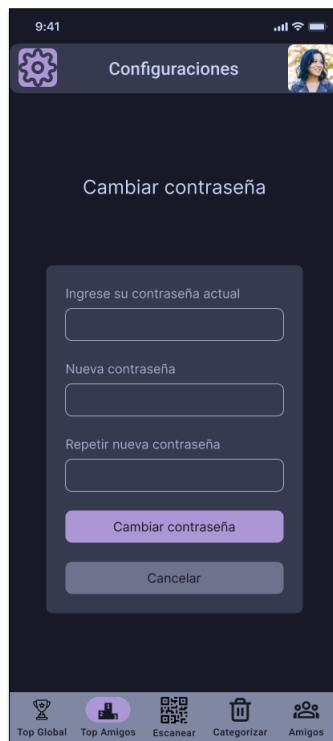 9:41
Configuraciones
Cambiar contraseña
Ingrese su contraseña actual
Nueva contraseña
Repetir nueva contraseña
Cambiar contraseña
Cancelar
Top Global Top Amigos Escanear Categorizar Amigos